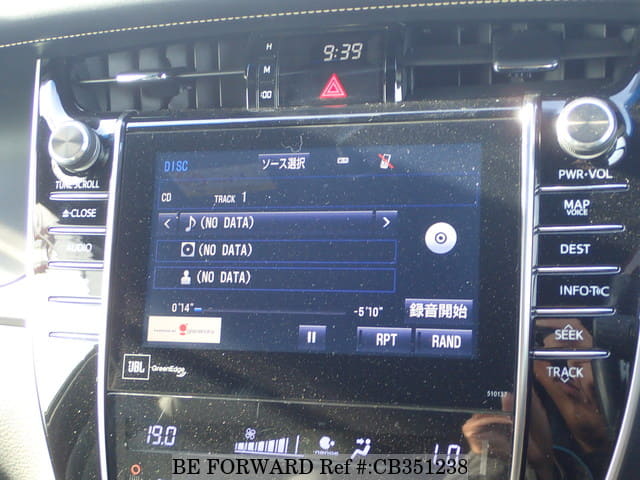 H
M
:00
9:39
TUNE/SCROLL
CLOSE
AUDIO
PWR·VOL
MAP
VOICE
DEST
INFO·T
SEEK
TRACK
DISC
ソース選択
CD TRACK 1
(NO DATA)
(NO DATA)
(NO DATA)
0'14" -5'10"
録音開始
RPT RAND
JBL GreenEdge
510137
19.0
BE FORWARD Ref #CB351238